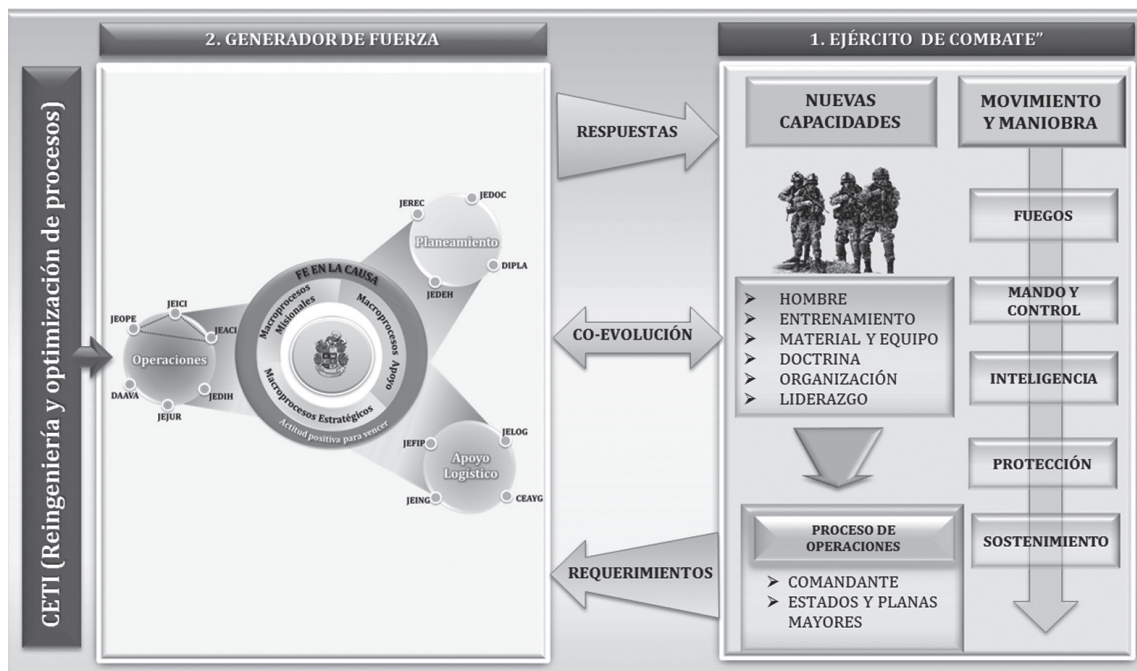 CETI (Reingeniería y optimización de procesos)
2. GENERADOR DE FUERZA
JEREC
JEDOC
Planeamiento
DIPLA
JEDEH
FE EN LA CAUSA
Macroprocesos
Misionales
Macroprocesos Apoyo
Macroprocesos Estratégicos
Actitud positiva para vencer
JEICI
JEOPE
JEACI
Operaciones
DAAVA
JEDIH
JEJUR
JEFIP
JELOG
Apoyo
Logístico
JEING
CEAYG
RESPUESTAS
CO-EVOLUCIÓN
REQUERIMIENTOS
1. EJÉRCITO DE COMBATE”
NUEVAS
CAPACIDADES
➢ HOMBRE
➢ ENTRENAMIENTO
➢ MATERIAL Y EQUIPO
➢ DOCTRINA
➢ ORGANIZACIÓN
➢ LIDERAZGO
PROCESO DE
OPERACIONES
➢ COMANDANTE
➢ ESTADOS Y PLANAS
MAYORES
MOVIMIENTO
Y MANIOBRA
FUEGOS
MANDO Y
CONTROL
INTELIGENCIA
PROTECCIÓN
SOSTENIMIENTO